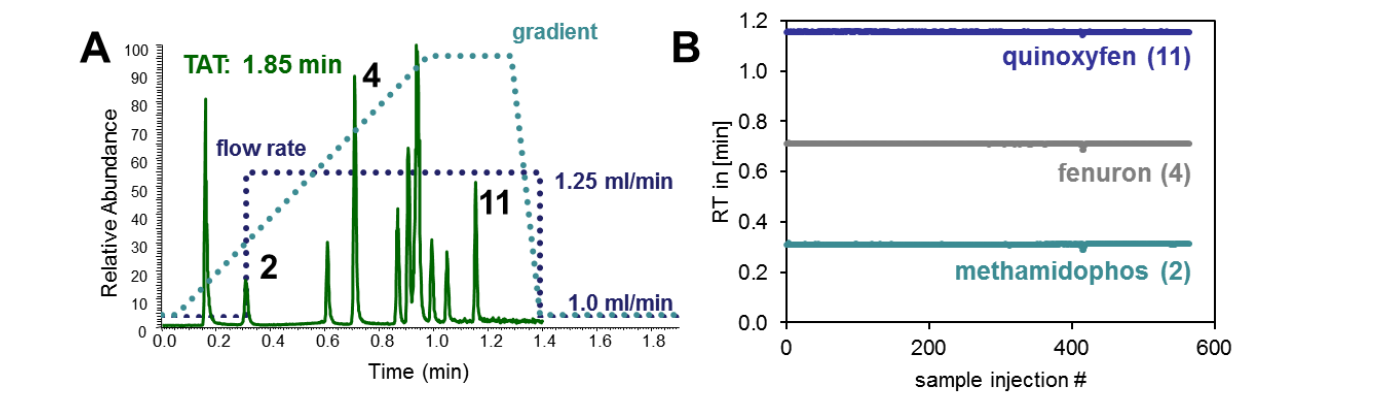 A
TAT: 1.85 min
4
gradient
flow rate
1.25 ml/min
2
11
1.0 ml/min
Relative Abundance
100
90
80
70
60
50
40
30
20
10
0
0.0 0.2 0.4 0.6 0.8 1.0 1.2 1.4 1.6 1.8
Time (min)
B
RT in [min]
1.2
1.0
0.8
0.6
0.4
0.2
0.0
quinoxyfen (11)
fenuron (4)
methamidophos (2)
0 200 400 600
sample injection #